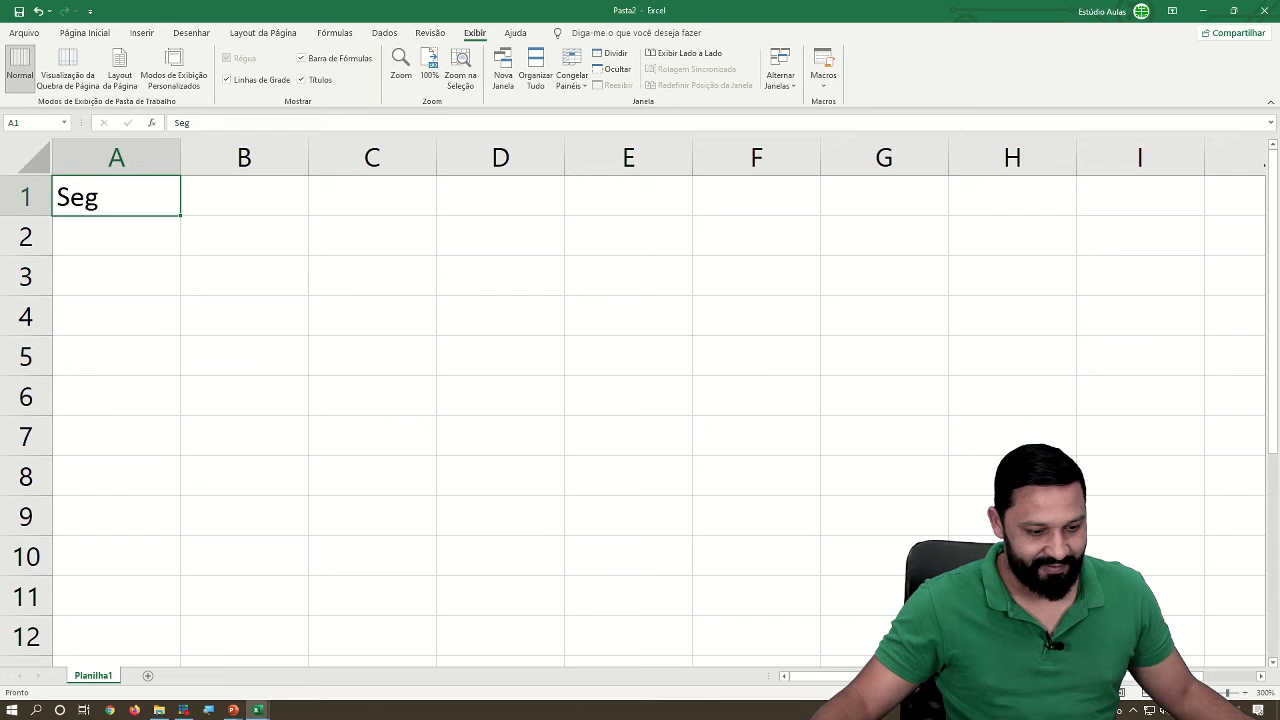 Pasta2 - Excel
Estúdio Aulas
Arquivo Página Inicial Inserir Desenhar Layout da Página Fórmulas Dados Revisão Exibir Ajuda Diga-me o que você deseja fazer Compartilhar
Normal
Visualização da Quebra de Página
Layout da Página
Modos de Exibição Personalizados
Modos de Exibição de Pasta de Trabalho
Régua
Barra de Fórmulas
Linhas de Grade
Títulos
Mostrar
Zoom
100%
Zoom na Seleção
Zoom
Nova Janela
Organizar Tudo
Congelar Painéis
Dividir
Ocultar
Reexibir
Exibir Lado a Lado
Rolagem Sincronizada
Redefinir Posição da Janela
Alternar Janelas
Janela
Macros
Macros
A1 fx Seg
A B C D E F G H I
1 Seg
2
3
4
5
6
7
8
9
10
11
12
Planilha1
Pronto
300%